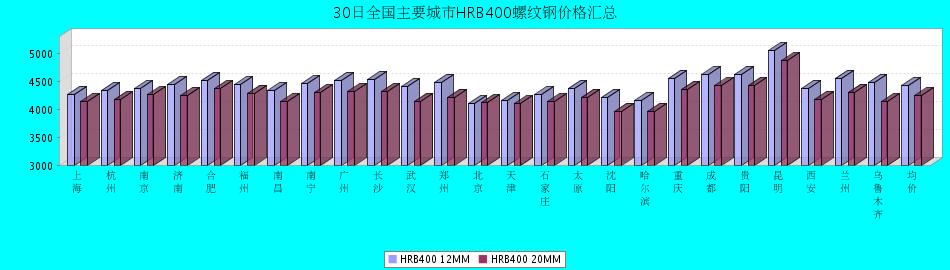 30日全国主要城市HRB400螺纹钢价格汇总
5000
4500
4000
3500
3000
上海
杭州
南京
济南
合肥
福州
南昌
南宁
广州
长沙
武汉
郑州
北京
天津
石家庄
太原
沈阳
哈尔滨
重庆
成都
贵阳
昆明
西安
兰州
乌鲁木齐
均价
HRB400 12MM
HRB400 20MM